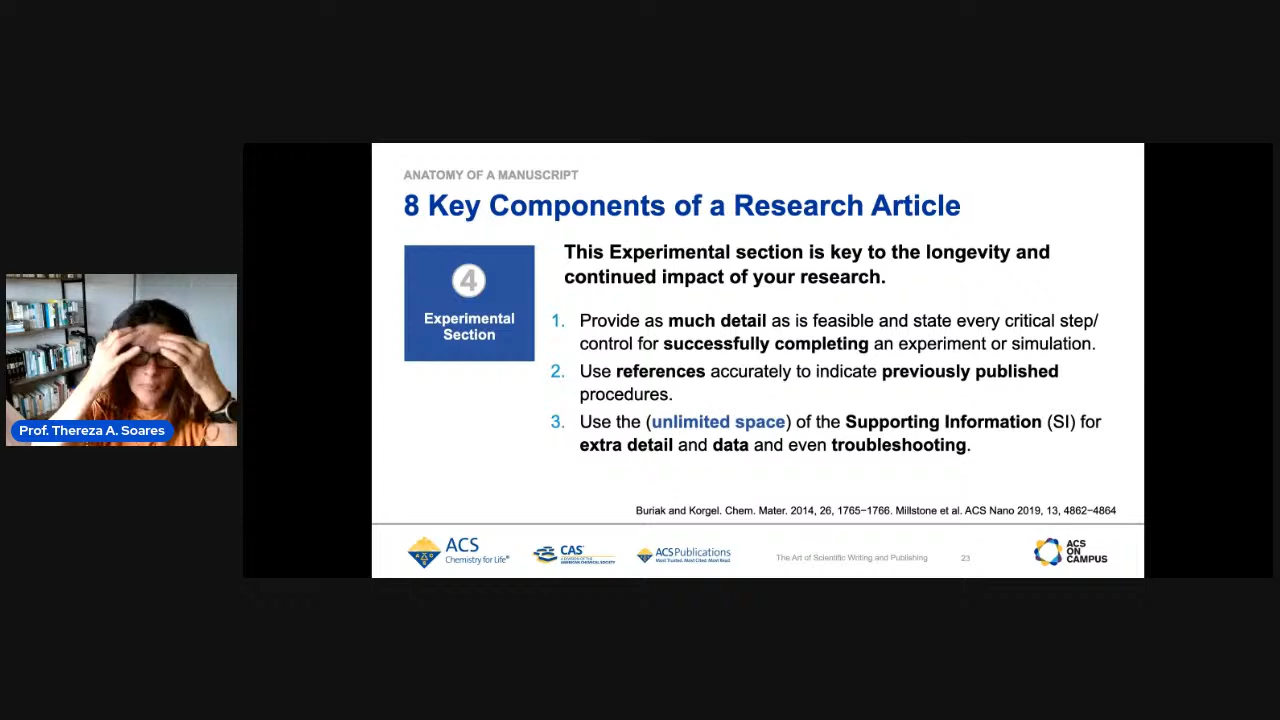 ANATOMY OF A MANUSCRIPT
8 Key Components of a Research Article
4
Experimental
Section
This Experimental section is key to the longevity and
continued impact of your research.
1. Provide as much detail as is feasible and state every critical step/
control for successfully completing an experiment or simulation.
2. Use references accurately to indicate previously published
procedures.
3. Use the (unlimited space) of the Supporting Information (SI) for
extra detail and data and even troubleshooting.
Buriak and Korgel. Chem. Mater. 2014, 26, 1765−1766. Millstone et al. ACS Nano 2019, 13, 4862−4864
Prof. Thereza A. Soares
ACS
Chemistry for Life®
CAS
A DIVISION OF THE
AMERICAN CHEMICAL SOCIETY
ACS Publications
Most Trusted. Most Cited. Most Read.
The Art of Scientific Writing and Publishing
23
ACS
ON
CAMPUS